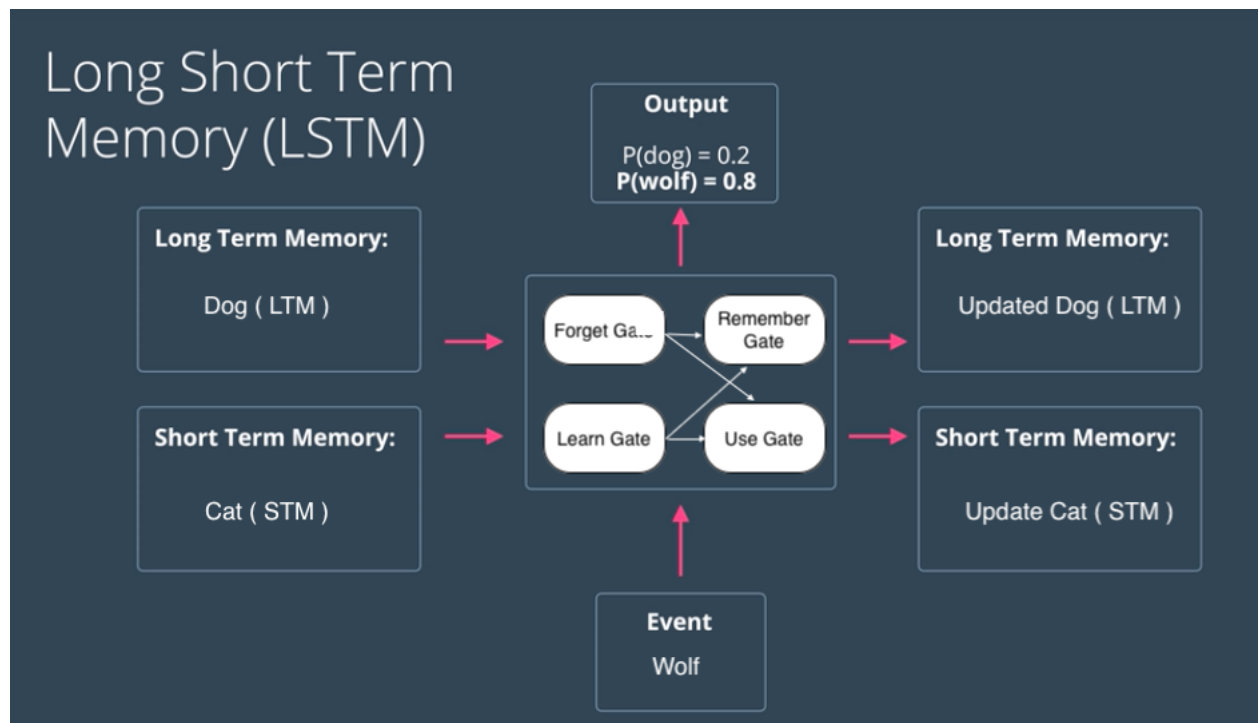 Long Short Term
Memory (LSTM)
Output
P(dog) = 0.2
P(wolf) = 0.8
Long Term Memory:
Dog ( LTM )
Short Term Memory:
Cat ( STM )
Forget Ga...
Remember
Gate
Learn Gate
Use Gate
Long Term Memory:
Updated Dog ( LTM )
Short Term Memory:
Update Cat ( STM )
Event
Wolf